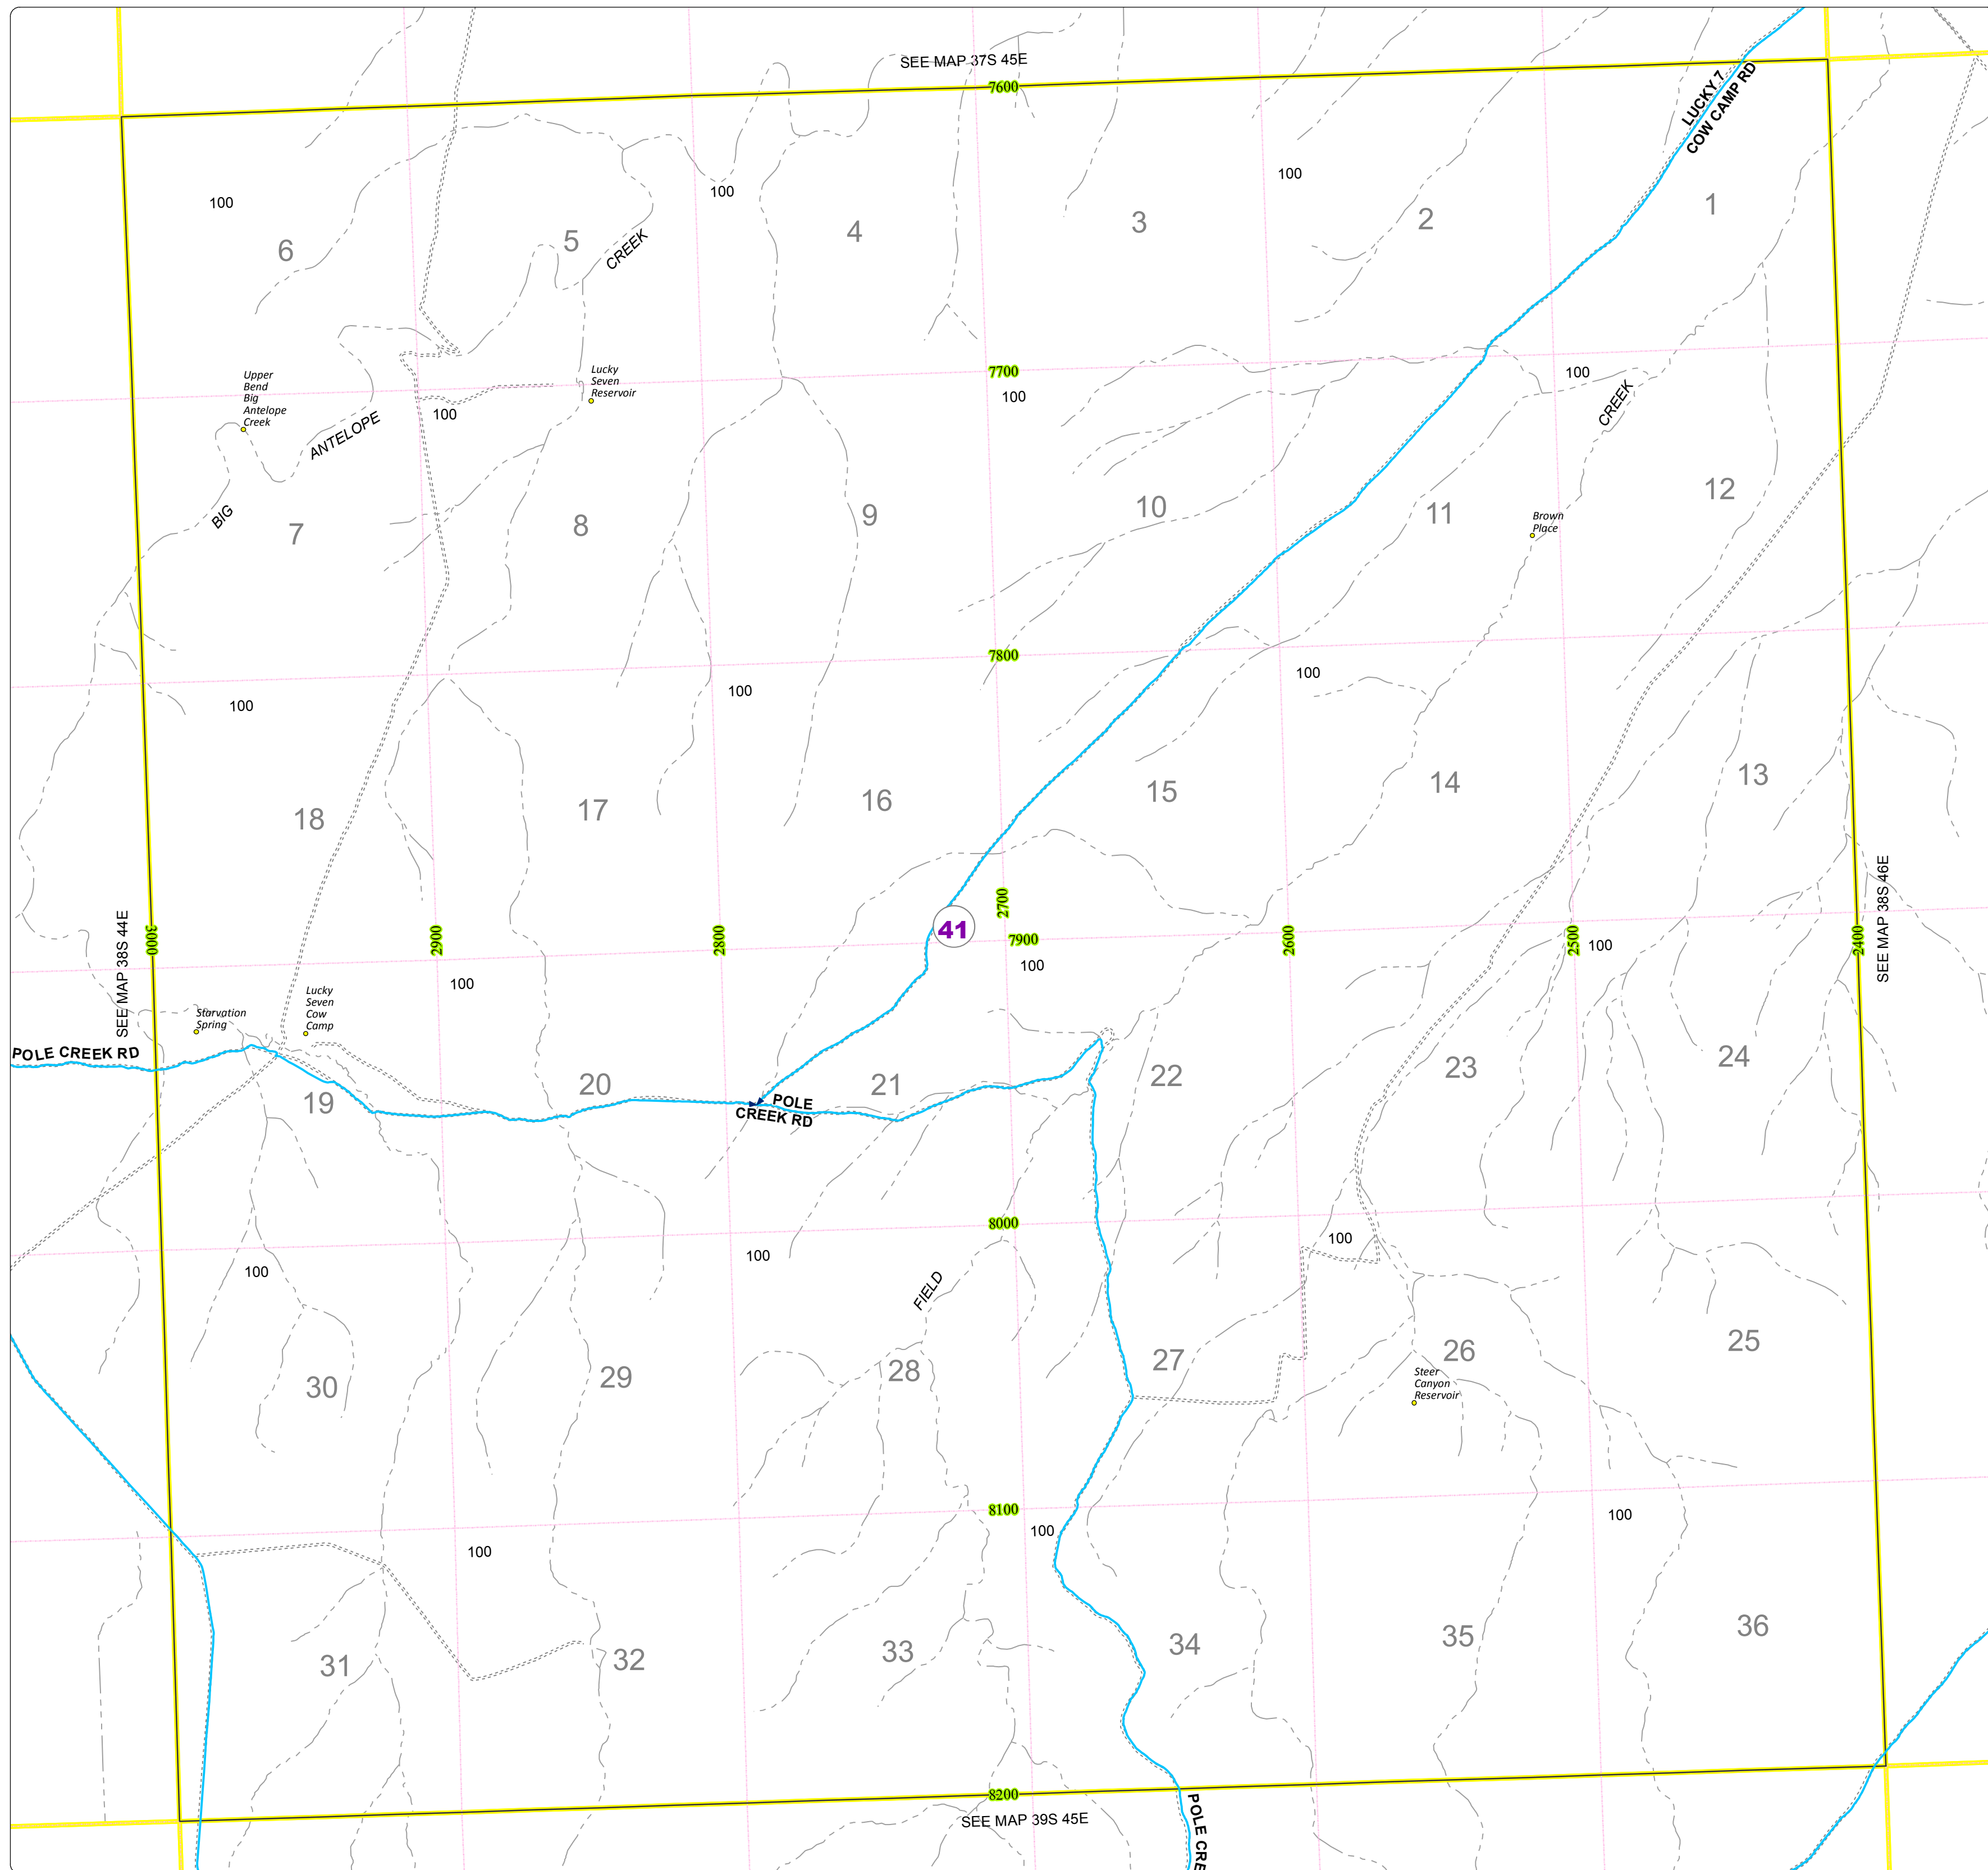 SEE MAP 37S 45E
7600
LUCKY 7
COW CAMP RD
100
100
100
6
5
4
3
2
1
CREEK
Upper
Bend
Big
Antelope
Creek
Lucky
Seven
Reservoir
7700
100
100
100
ANTELOPE
CREEK
BIG
7
8
9
10
11
12
Brown
Place
7800
100
100
100
18
17
16
15
14
13
SEE MAP 38S 44E
3000
2900
2800
2700
41
7900
2600
2500
2400
SEE MAP 38S 46E
100
100
100
Starvation
Spring
Lucky
Seven
Cow
Camp
POLE CREEK RD
19
20
21
22
23
24
POLE
CREEK RD
8000
100
100
100
FIELD
30
29
28
27
26
25
Steer
Canyon
Reservoir
8100
100
100
100
31
32
33
34
35
36
8200
SEE MAP 39S 45E
POLE CRE